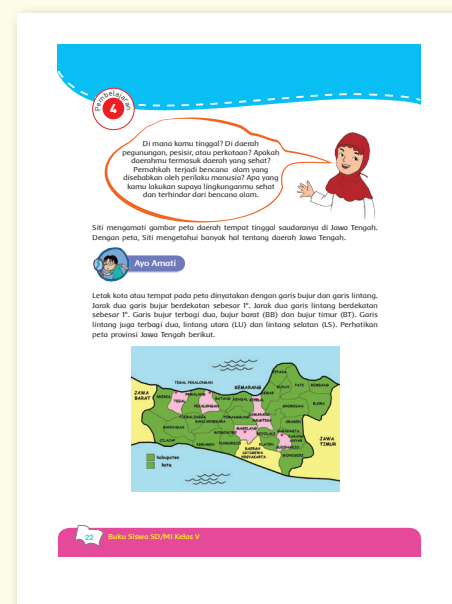 Pembelajaran
4
Di mana kamu tinggal? Di daerah
pegunungan, pesisir, atau perkotaan? Apakah
daerahmu termasuk daerah yang sehat?
Pernahkah terjadi bencana alam yang
disebabkan oleh perilaku manusia? Apa yang
kamu lakukan supaya lingkunganmu sehat
dan terhindar dari bencana alam.
Siti mengamati gambar peta daerah tempat tinggal saudaranya di Jawa Tengah.
Dengan peta, Siti mengetahui banyak hal tentang daerah Jawa Tengah.
Ayo Amati
Letak kota atau tempat pada peta dinyatakan dengan garis bujur dan garis lintang.
Jarak dua garis bujur berdekatan sebesar 1°. Jarak dua garis lintang berdekatan
sebesar 1°. Garis bujur terbagi dua, bujur barat (BB) dan bujur timur (BT). Garis
lintang juga terbagi dua, lintang utara (LU) dan lintang selatan (LS). Perhatikan
peta provinsi Jawa Tengah berikut.
JEPARA
TEGAL PEKALONGAN
SEMARANG
KUDUS PATI REMBANG
DEMAK
JAWA
BARAT
BREBES
TEGAL
PEMALANG
PEKALONGAN
BATANG KENDAL
BLORA
GROBOGAN
PURBALINGGA
BANJARNEGARA
TEMANGGUNG
SEMARANG
SALATIGA
SRAGEN
BANYUMAS
WONOSOBO
MAGELANG
BOYOLALI
SURAKARTA
CILACAP
KEBUMEN
PURWOREJO
KLATEN
SUKOHARJO
JAWA
TIMUR
DAERAH
ISTIMEWA
YOGYAKARTA
WONOGIRI
kabupaten
kota
22
Buku Siswa SD/MI Kelas V